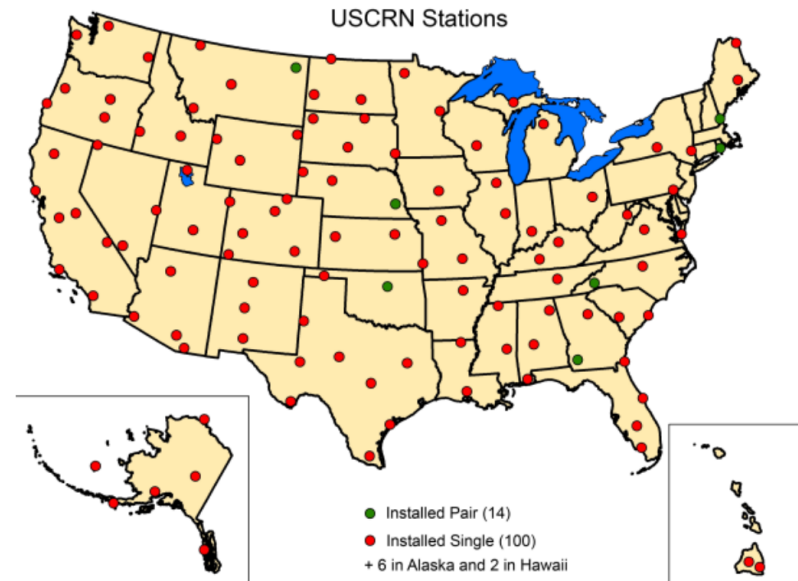 USCRN Stations
Installed Pair (14)
Installed Single (100)
+ 6 in Alaska and 2 in Hawaii